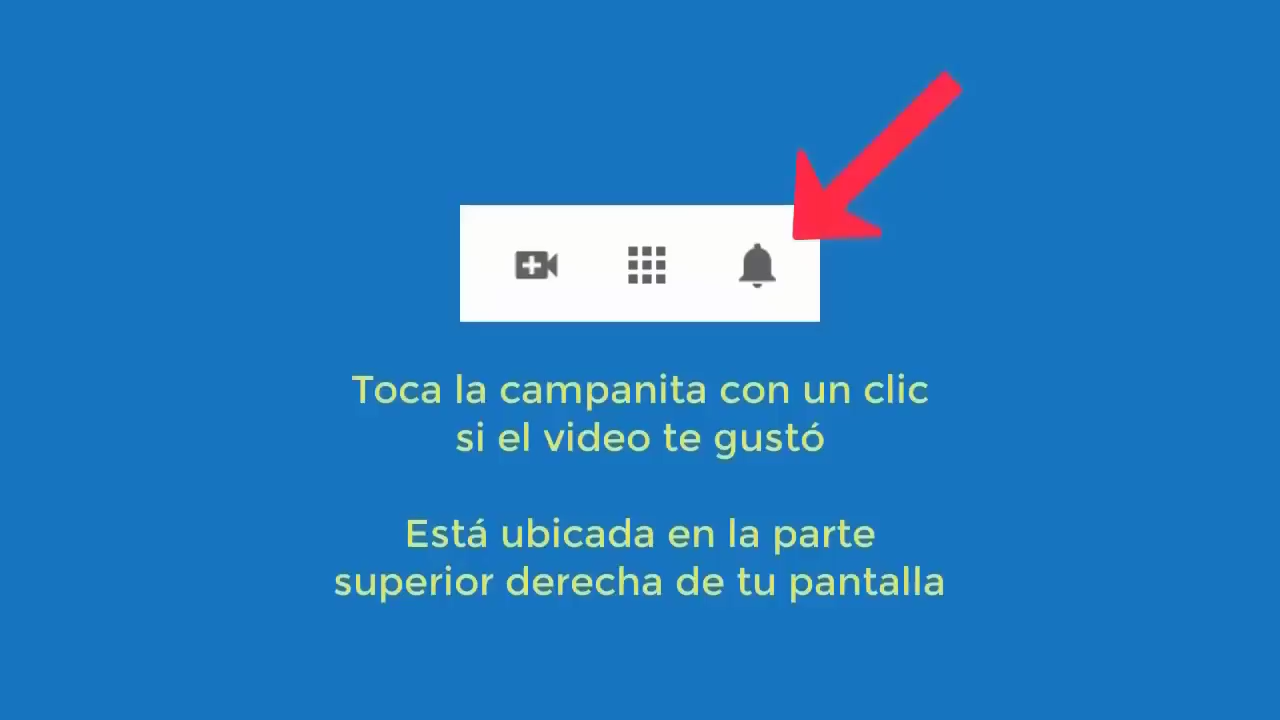 Toca la campanita con un clic
si el video te gustó
Está ubicada en la parte
superior derecha de tu pantalla